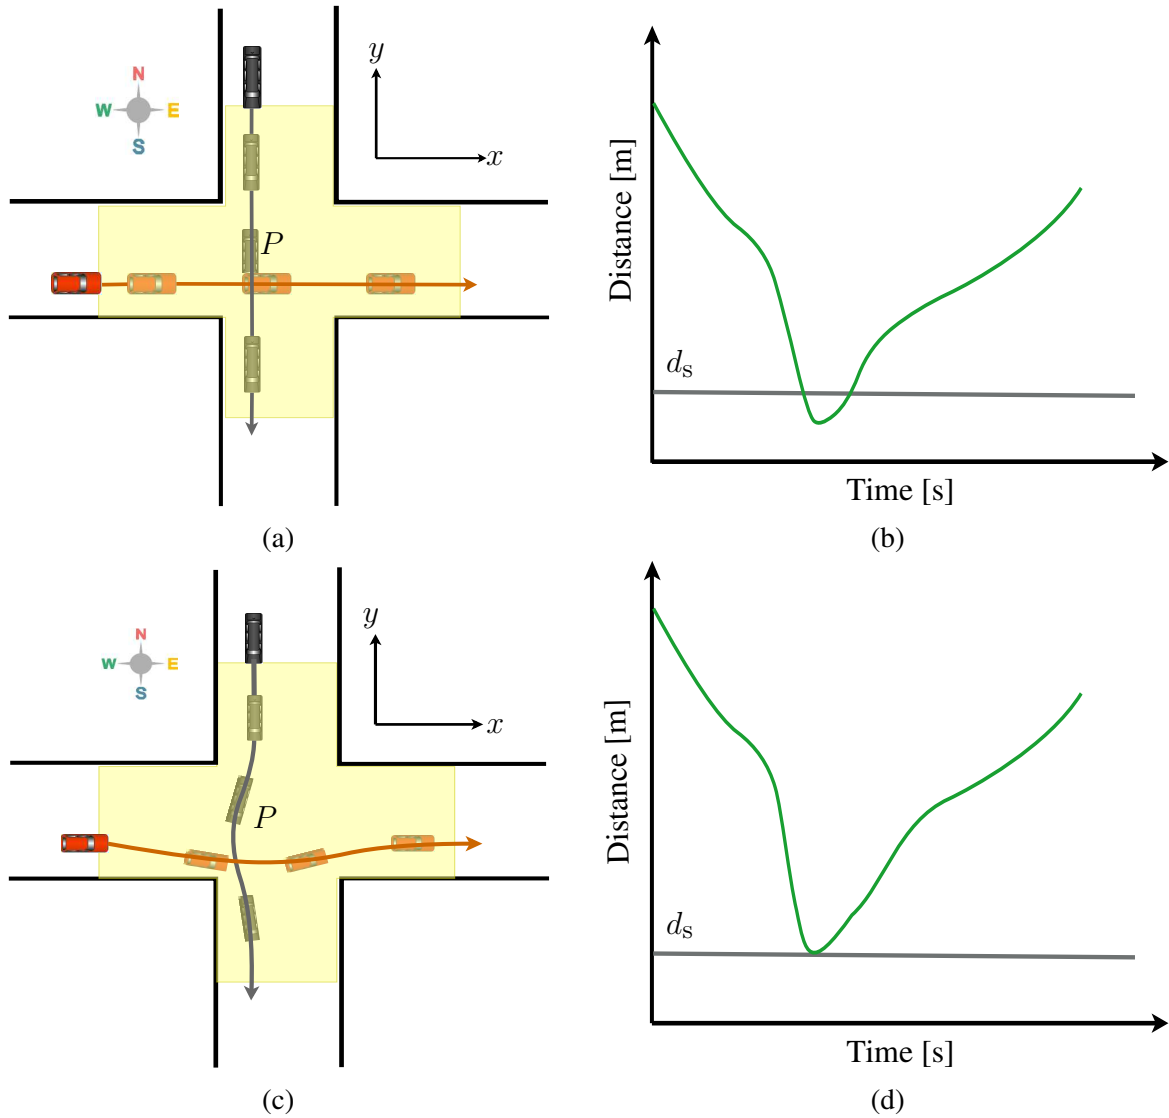 N
W E
S
y
x
P
(a)
Distance [m]
d_s
Time [s]
(b)
N
W E
S
y
x
P
(c)
Distance [m]
d_s
Time [s]
(d)